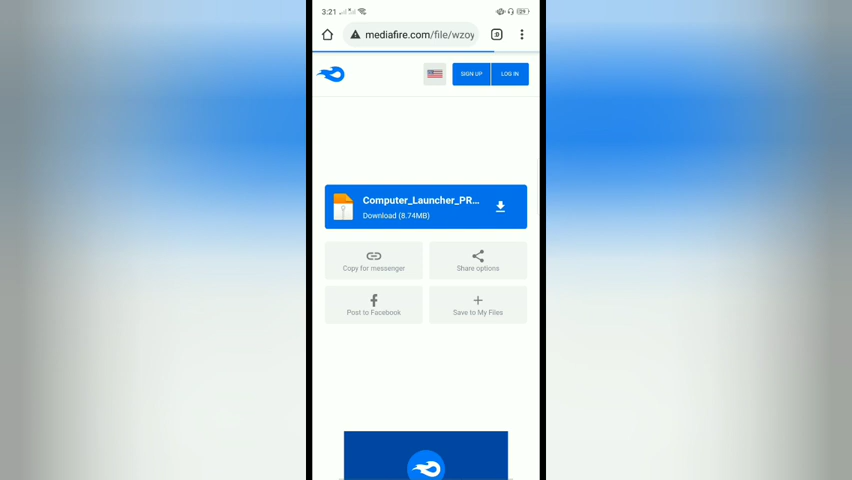 3:21
mediafire.com/file/wzoy
:D
SIGN UP
LOG IN
Computer_Launcher_PR...
Download (8.74MB)
Copy for messenger
Share options
Post to Facebook
Save to My Files